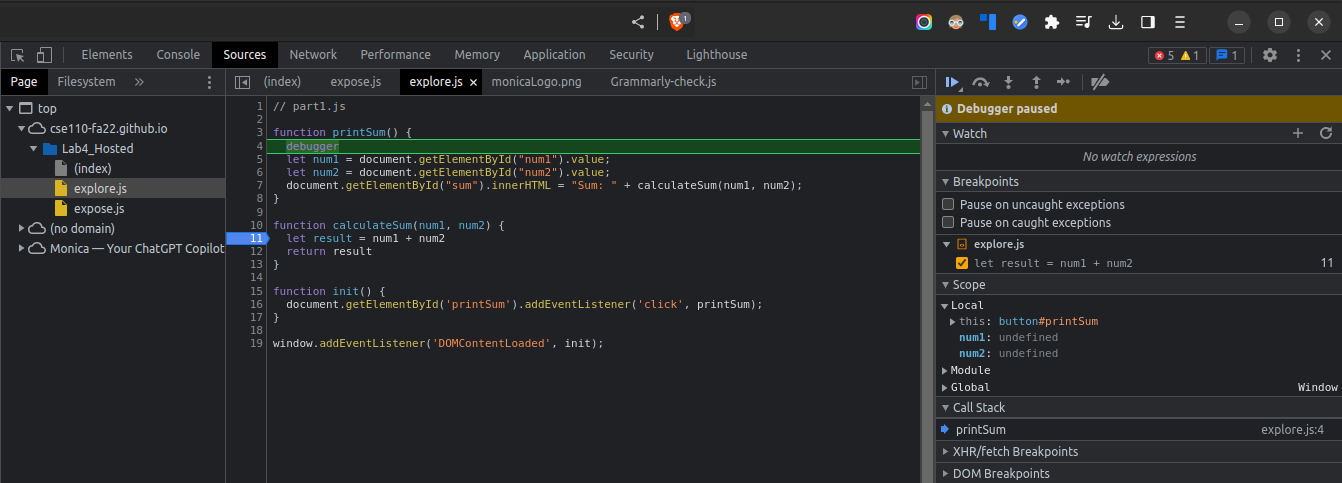 1
Elements Console Sources Network Performance Memory Application Security Lighthouse 5 1 1
Page Filesystem » (index) expose.js explore.js × monicaLogo.png Grammarly-check.js
top
cse110-fa22.github.io
Lab4_Hosted
(index)
explore.js
expose.js
(no domain)
Monica — Your ChatGPT Copilot
1 // part1.js
2
3 function printSum() {
4 debugger
5 let num1 = document.getElementById("num1").value;
6 let num2 = document.getElementById("num2").value;
7 document.getElementById("sum").innerHTML = "Sum: " + calculateSum(num1, num2);
8 }
9
10 function calculateSum(num1, num2) {
11 let result = num1 + num2
12 return result
13 }
14
15 function init() {
16 document.getElementById('printSum').addEventListener('click', printSum);
17 }
18
19 window.addEventListener('DOMContentLoaded', init);
Debugger paused
Watch
No watch expressions
Breakpoints
Pause on uncaught exceptions
Pause on caught exceptions
explore.js
let result = num1 + num2 11
Scope
Local
this: button#printSum
num1: undefined
num2: undefined
Module
Global Window
Call Stack
printSum explore.js:4
XHR/fetch Breakpoints
DOM Breakpoints